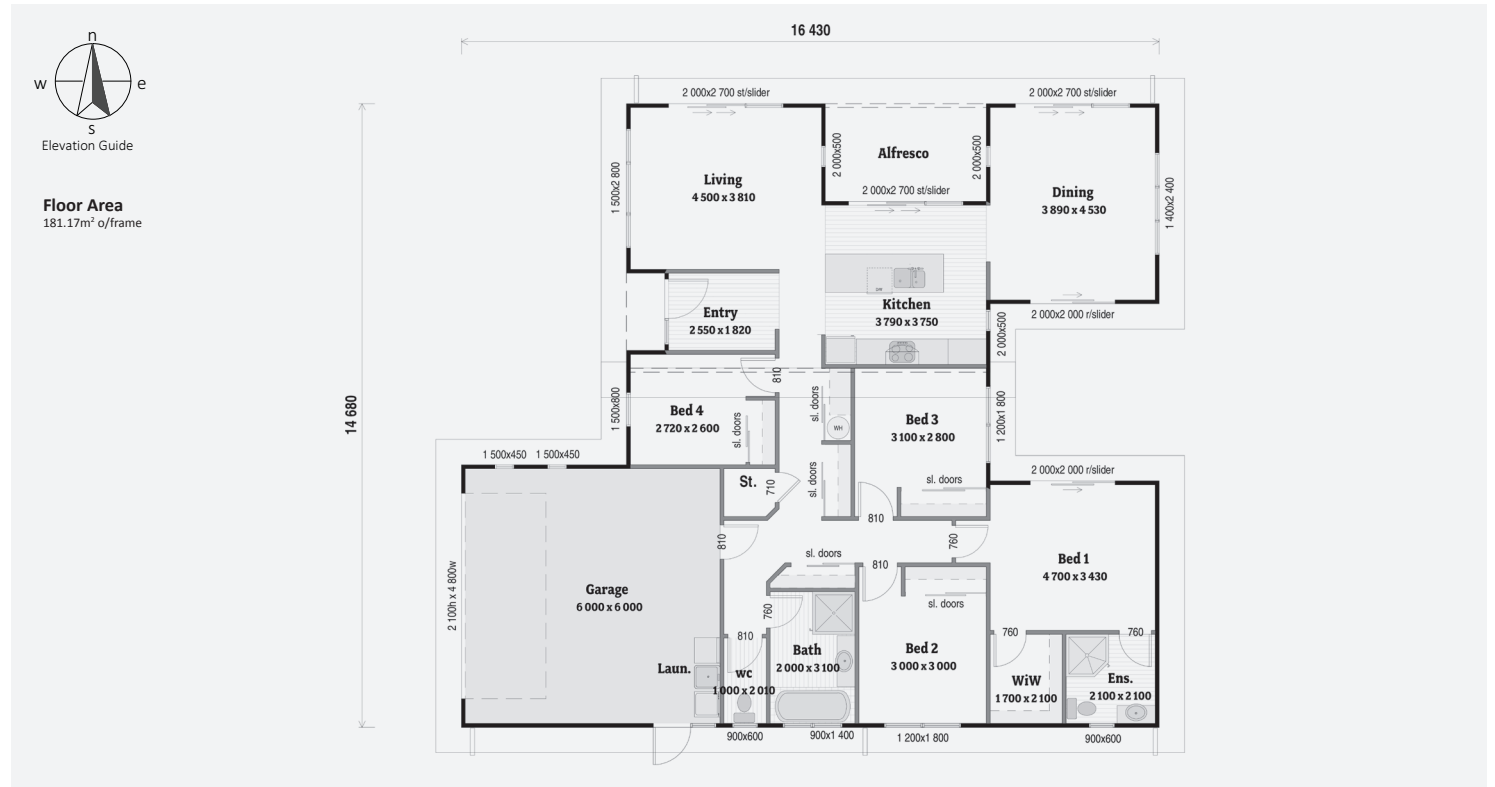 n
w
e
s
Elevation Guide
Floor Area
181.17m² o/frame
16 430
14 680
2 000x2 700 st/slider
2 000x2 700 st/slider
1 500x2 800
Living
4 500 x 3 810
2 000x500
Alfresco
2 000x500
2 000x2 700 st/slider
Dining
3 890 x 4 530
1 400x2 400
Entry
2 550 x 1 820
Kitchen
3 790 x 3 750
2 000x2 000 r/slider
2 000x500
810
1 500x800
Bed 4
2 720 x 2 600
sl. doors
sl. doors
WH
Bed 3
3 100 x 2 800
1 200x1 800
sl. doors
1 500x450
1 500x450
St.
710
sl. doors
2 000x2 000 r/slider
810
810
760
sl. doors
810
Bed 1
4 700 x 3 430
2 100h x 4 800w
Garage
6 000 x 6 000
760
sl. doors
810
760
760
Laun.
wc
1 000 x 2 010
Bath
2 000 x 3 100
Bed 2
3 000 x 3 000
WiW
1 700 x 2 100
Ens.
2 100 x 2 100
900x600
900x1 400
1 200x1 800
900x600